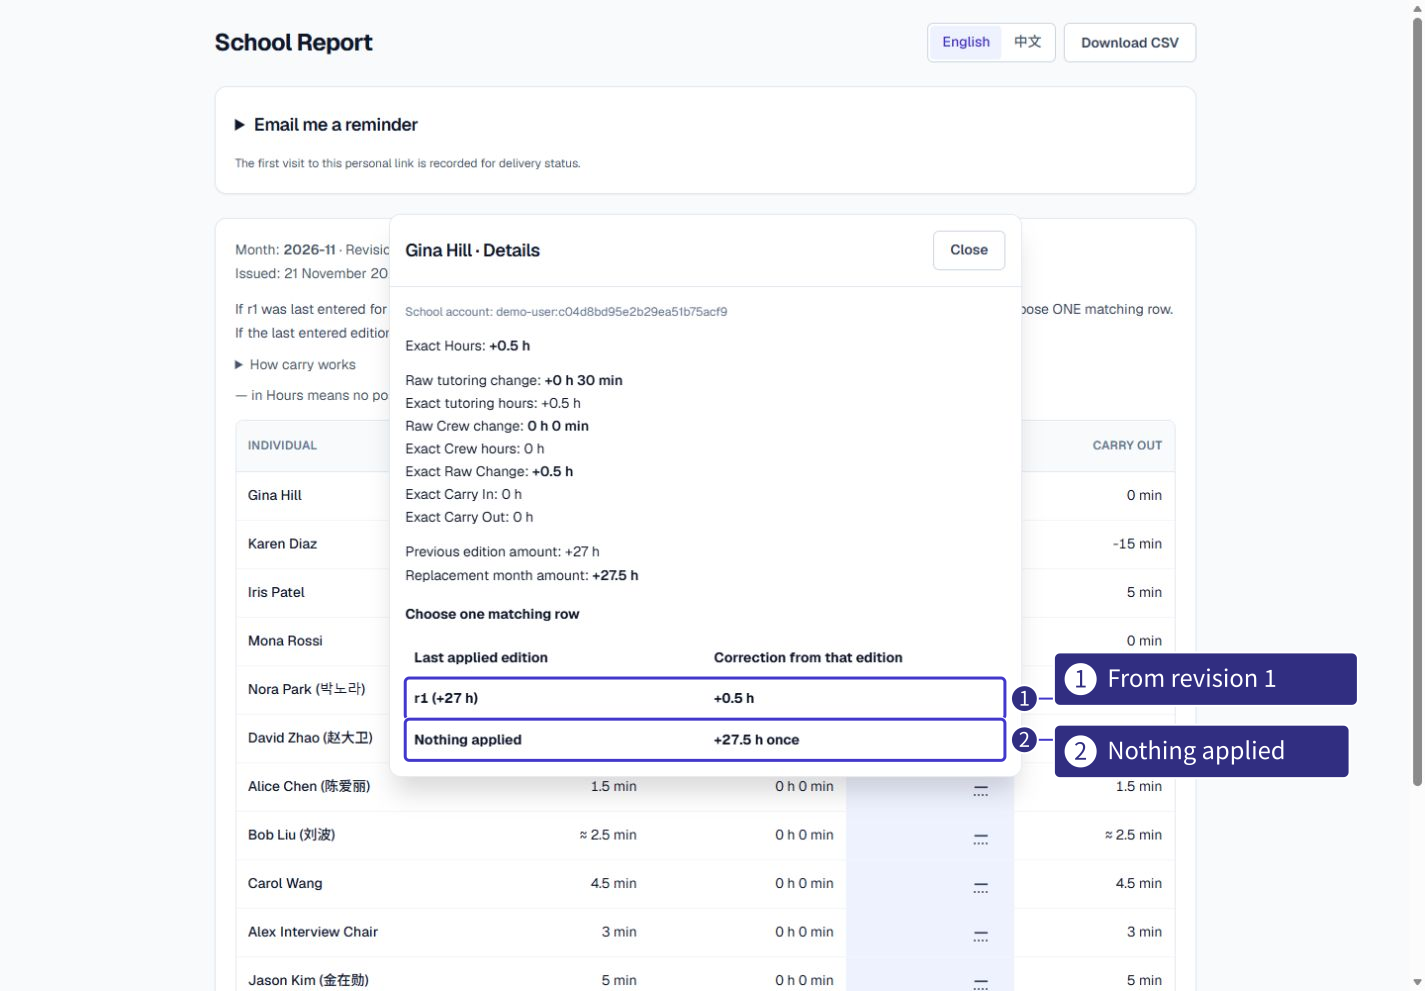 School Report
English 中文 Download CSV
▶ Email me a reminder
The first visit to this personal link is recorded for delivery status.
Month: 2026-11 · Revisio
Issued: 21 November 20
If r1 was last entered for
ose ONE matching row.
If the last entered edition
▶ How carry works
— in Hours means no po
Gina Hill · Details
Close
School account: demo-user:c04d8bd95e2b29ea51b75acf9
Exact Hours: +0.5 h
Raw tutoring change: +0 h 30 min
Exact tutoring hours: +0.5 h
Raw Crew change: 0 h 0 min
Exact Crew hours: 0 h
Exact Raw Change: +0.5 h
Exact Carry In: 0 h
Exact Carry Out: 0 h
Previous edition amount: +27 h
Replacement month amount: +27.5 h
Choose one matching row
Last applied edition Correction from that edition
r1 (+27 h) +0.5 h
Nothing applied +27.5 h once
1 1 From revision 1
2 2 Nothing applied
INDIVIDUAL CARRY OUT
Gina Hill 0 min
Karen Diaz -15 min
Iris Patel 5 min
Mona Rossi 0 min
Nora Park (박노라)
David Zhao (赵大卫)
Alice Chen (陈爱丽) 1.5 min 0 h 0 min — 1.5 min
Bob Liu (刘波) ≈ 2.5 min 0 h 0 min — ≈ 2.5 min
Carol Wang 4.5 min 0 h 0 min — 4.5 min
Alex Interview Chair 3 min 0 h 0 min — 3 min
Jason Kim (金在勋) 5 min 0 h 0 min — 5 min